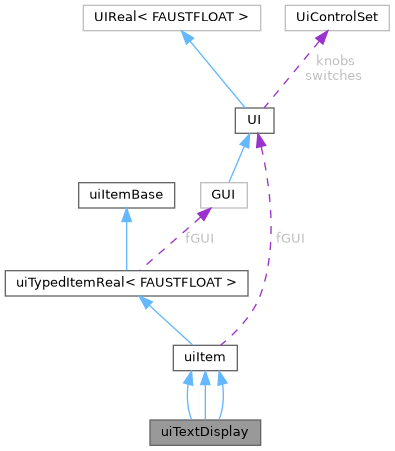 UIReal< FAUSTFLOAT >
UiControlSet
knobs
switches
UI
uiItemBase
GUI
fGUI
fGUI
uiTypedItemReal< FAUSTFLOAT >
uiItem
uiTextDisplay